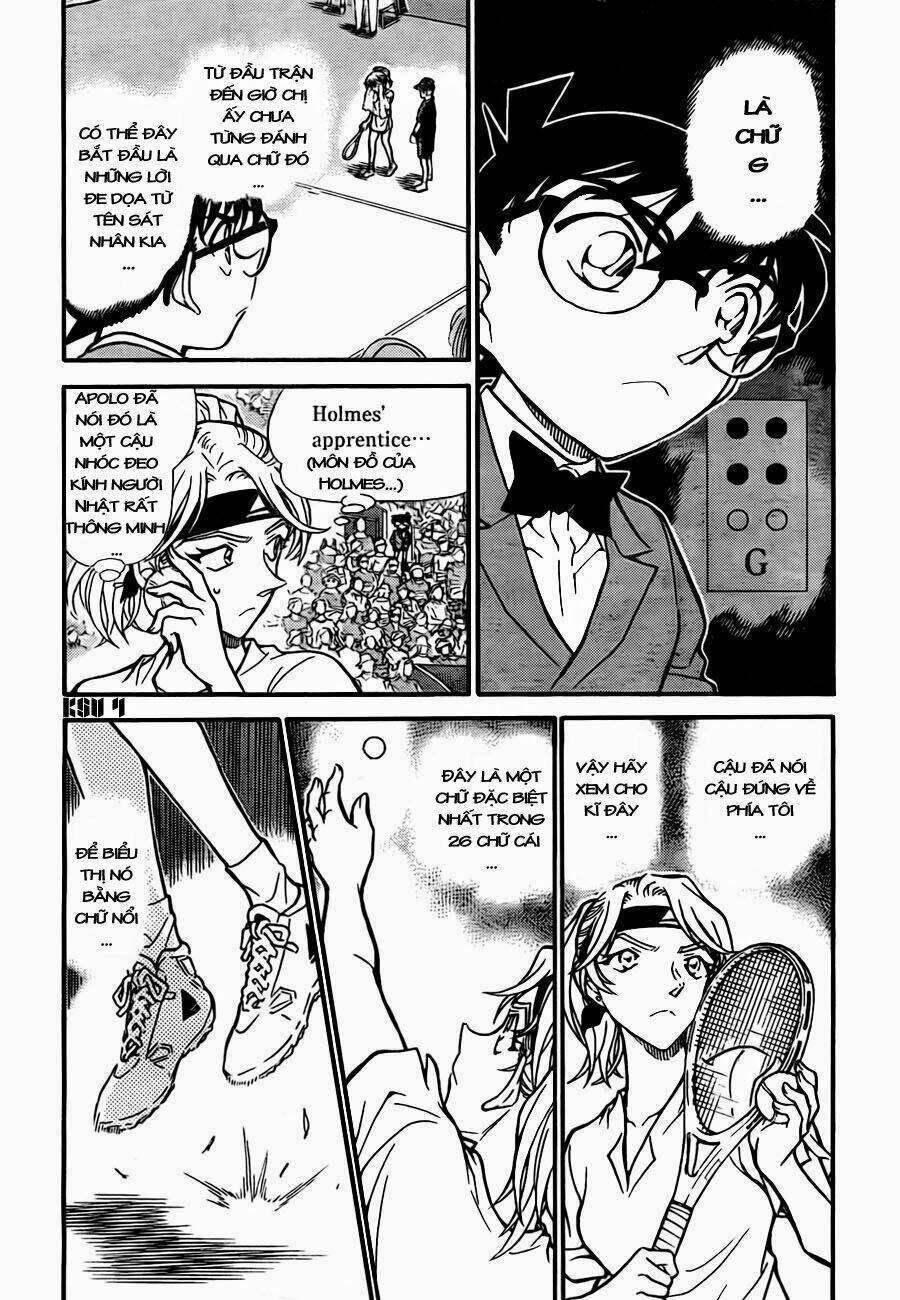 LÀ
CHỮ
G ...
G
TỪ ĐẦU TRẬN
ĐẾN GIỜ CHỊ
ẤY CHƯA
TỪNG ĐÁNH
QUA CHỮ ĐÓ
...
CÓ THỂ ĐÂY
BẮT ĐẦU LÀ
NHỮNG LỜI
ĐE DỌA TỪ
TÊN SÁT
NHÂN KIA
...
Holmes'
apprentice...
(MÔN ĐỒ CỦA
HOLMES...)
APOLO ĐÃ
NÓI ĐÓ LÀ
MỘT CẬU
NHÓC ĐEO
KÍNH NGƯỜI
NHẬT RẤT
THÔNG MINH
...
KSV 7
CẬU ĐÃ NÓI
CẬU ĐỨNG VỀ
PHÍA TÔI
...
VẬY HÃY
XEM CHO
KĨ ĐÂY
...
ĐÂY LÀ MỘT
CHỮ ĐẶC BIỆT
NHẤT TRONG
26 CHỮ CÁI
...
ĐỂ BIỂU
THỊ NÓ
BẰNG
CHỮ NỔI
...